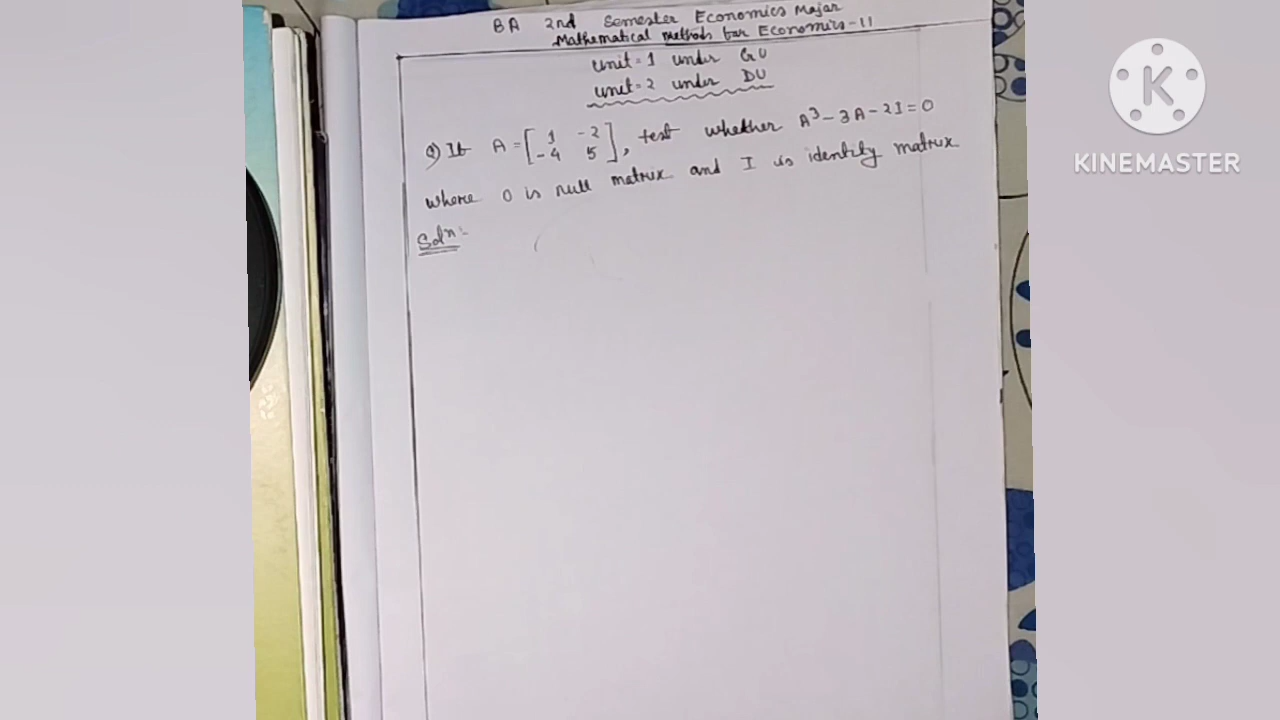 BA 2nd Semester Economics Major
Mathematical methods for Economics-II
unit=1 under GU
unit=2 under DU
Q) If A = [1 -2 -4 5], test whether A³-3A-2I=0
where 0 is null matrix and I is identity matrix
Solⁿ:-
K
KINEMASTER